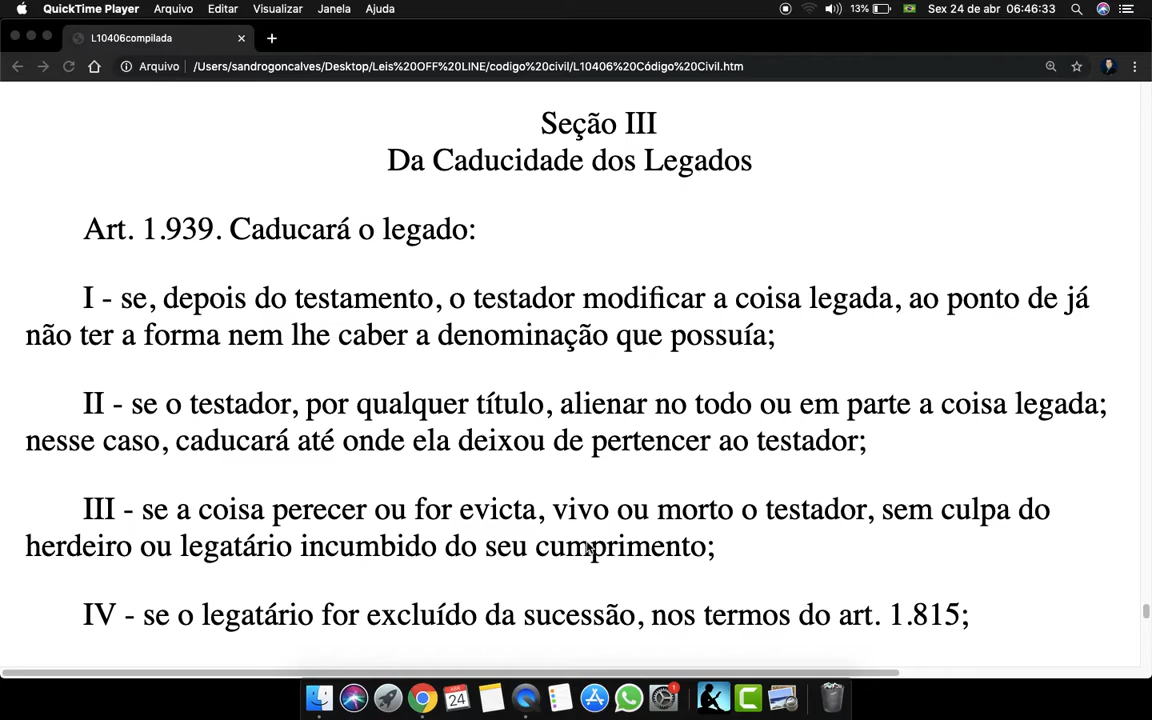 QuickTime Player Arquivo Editar Visualizar Janela Ajuda 13% Sex 24 de abr 06:46:33
L10406compilada
Arquivo /Users/sandrogoncalves/Desktop/Leis%20OFF%20LINE/codigo%20civil/L10406%20Código%20Civil.htm
Seção III
Da Caducidade dos Legados
Art. 1.939. Caducará o legado:
I - se, depois do testamento, o testador modificar a coisa legada, ao ponto de já
não ter a forma nem lhe caber a denominação que possuía;
II - se o testador, por qualquer título, alienar no todo ou em parte a coisa legada;
nesse caso, caducará até onde ela deixou de pertencer ao testador;
III - se a coisa perecer ou for evicta, vivo ou morto o testador, sem culpa do
herdeiro ou legatário incumbido do seu cumprimento;
IV - se o legatário for excluído da sucessão, nos termos do art. 1.815;
24
1